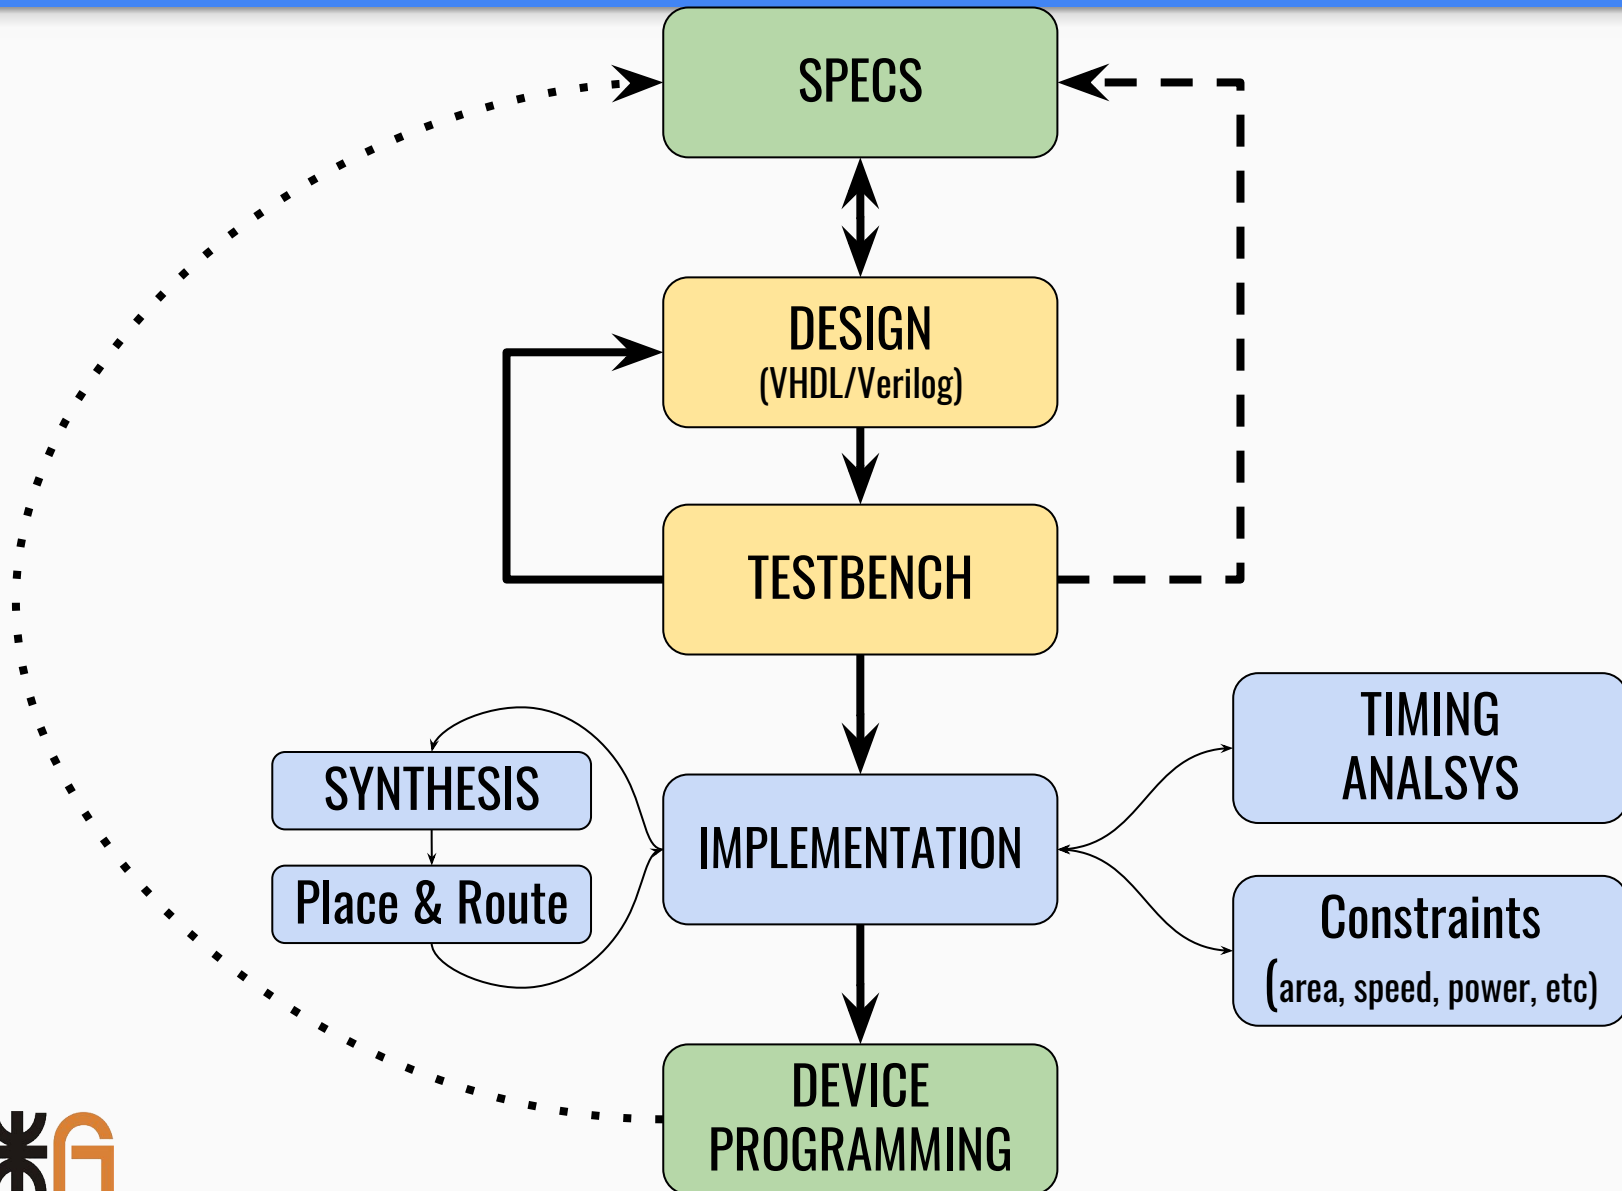 SPECS
DESIGN
(VHDL/Verilog)
TESTBENCH
SYNTHESIS
Place & Route
IMPLEMENTATION
TIMING
ANALSYS
Constraints
(area, speed, power, etc)
DEVICE
PROGRAMMING